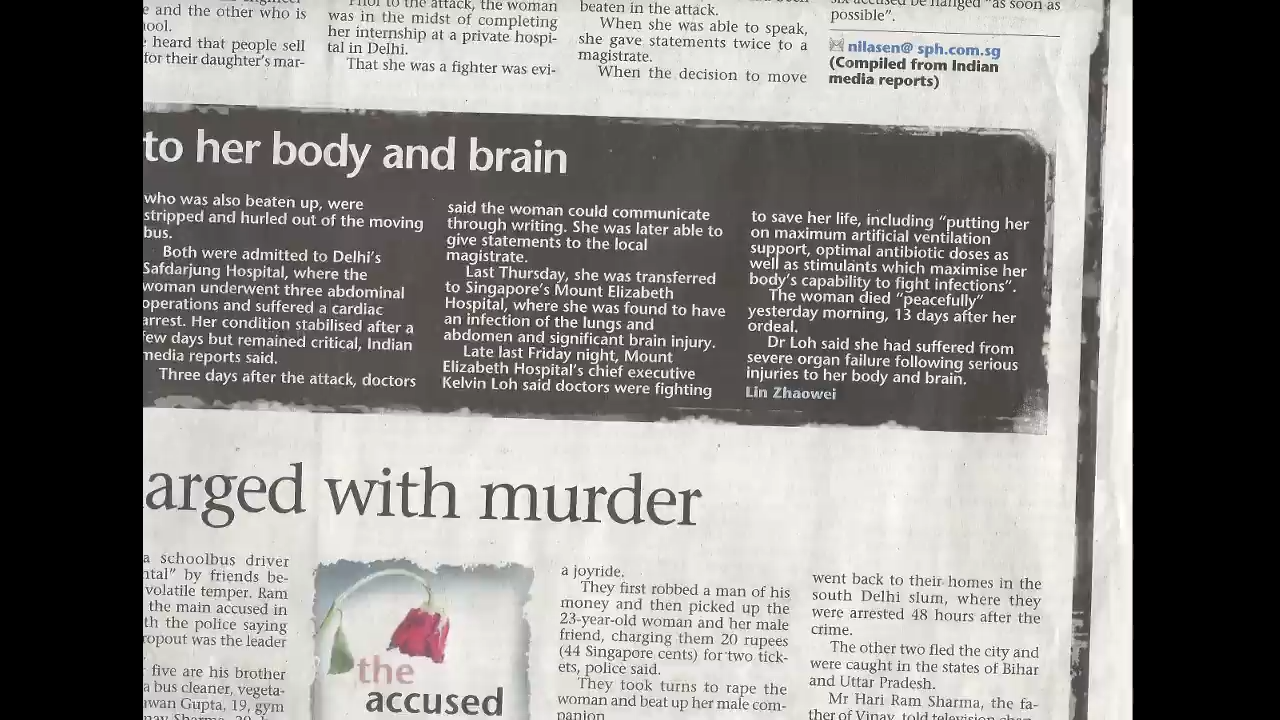 e and the other who is
ool.
heard that people sell
for their daughter's mur-
to the attack, the woman
was in the midst of completing
her internship at a private hospi-
tal in Delhi.
That she was a fighter was evi-
beaten in the attack.
When she was able to speak,
she gave statements twice to a
magistrate.
When the decision to move
"as soon as
possible".
nilasen@ sph.com.sg
(Compiled from Indian
media reports)
to her body and brain
who was also beaten up, were
stripped and hurled out of the moving
bus.
Both were admitted to Delhi's
Safdarjung Hospital, where the
woman underwent three abdominal
operations and suffered a cardiac
arrest. Her condition stabilised after a
few days but remained critical, Indian
media reports said.
Three days after the attack, doctors
said the woman could communicate
through writing. She was later able to
give statements to the local
magistrate.
Last Thursday, she was transferred
to Singapore's Mount Elizabeth
Hospital, where she was found to have
an infection of the lungs and
abdomen and significant brain injury.
Late last Friday night, Mount
Elizabeth Hospital's chief executive
Kelvin Loh said doctors were fighting
to save her life, including "putting her
on maximum artificial ventilation
support, optimal antibiotic doses as
well as stimulants which maximise her
body's capability to fight infections".
The woman died "peacefully"
yesterday morning, 13 days after her
ordeal.
Dr Loh said she had suffered from
severe organ failure following serious
injuries to her body and brain.
Lin Zhaowei
arged with murder
a schoolbus driver
ntal" by friends be-
volatile temper. Ram
the main accused in
th the police saying
ropout was the leader
five are his brother
a bus cleaner, vegeta-
awan Gupta, 19, gym
the
accused
a joyride.
They first robbed a man of his
money and then picked up the
23-year-old woman and her male
friend, charging them 20 rupees
(44 Singapore cents) for two tick-
ets, police said.
They took turns to rape the
woman and beat up her male com-
panion
went back to their homes in the
south Delhi slum, where they
were arrested 48 hours after the
crime.
The other two fled the city and
were caught in the states of Bihar
and Uttar Pradesh.
Mr Hari Ram Sharma, the fa-
ther of Vinay, told television